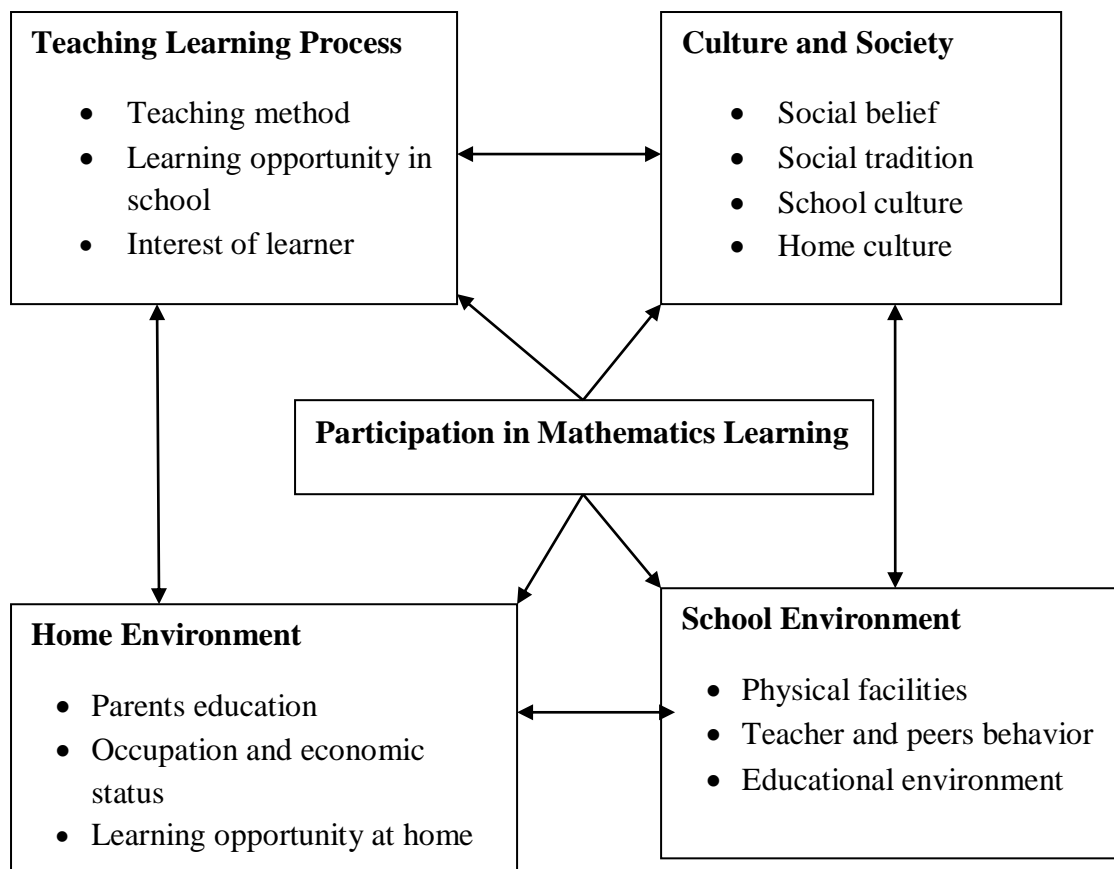 Teaching Learning Process
• Teaching method
• Learning opportunity in
school
• Interest of learner
Culture and Society
• Social belief
• Social tradition
• School culture
• Home culture
Participation in Mathematics Learning
Home Environment
• Parents education
• Occupation and economic
status
• Learning opportunity at home
School Environment
• Physical facilities
• Teacher and peers behavior
• Educational environment